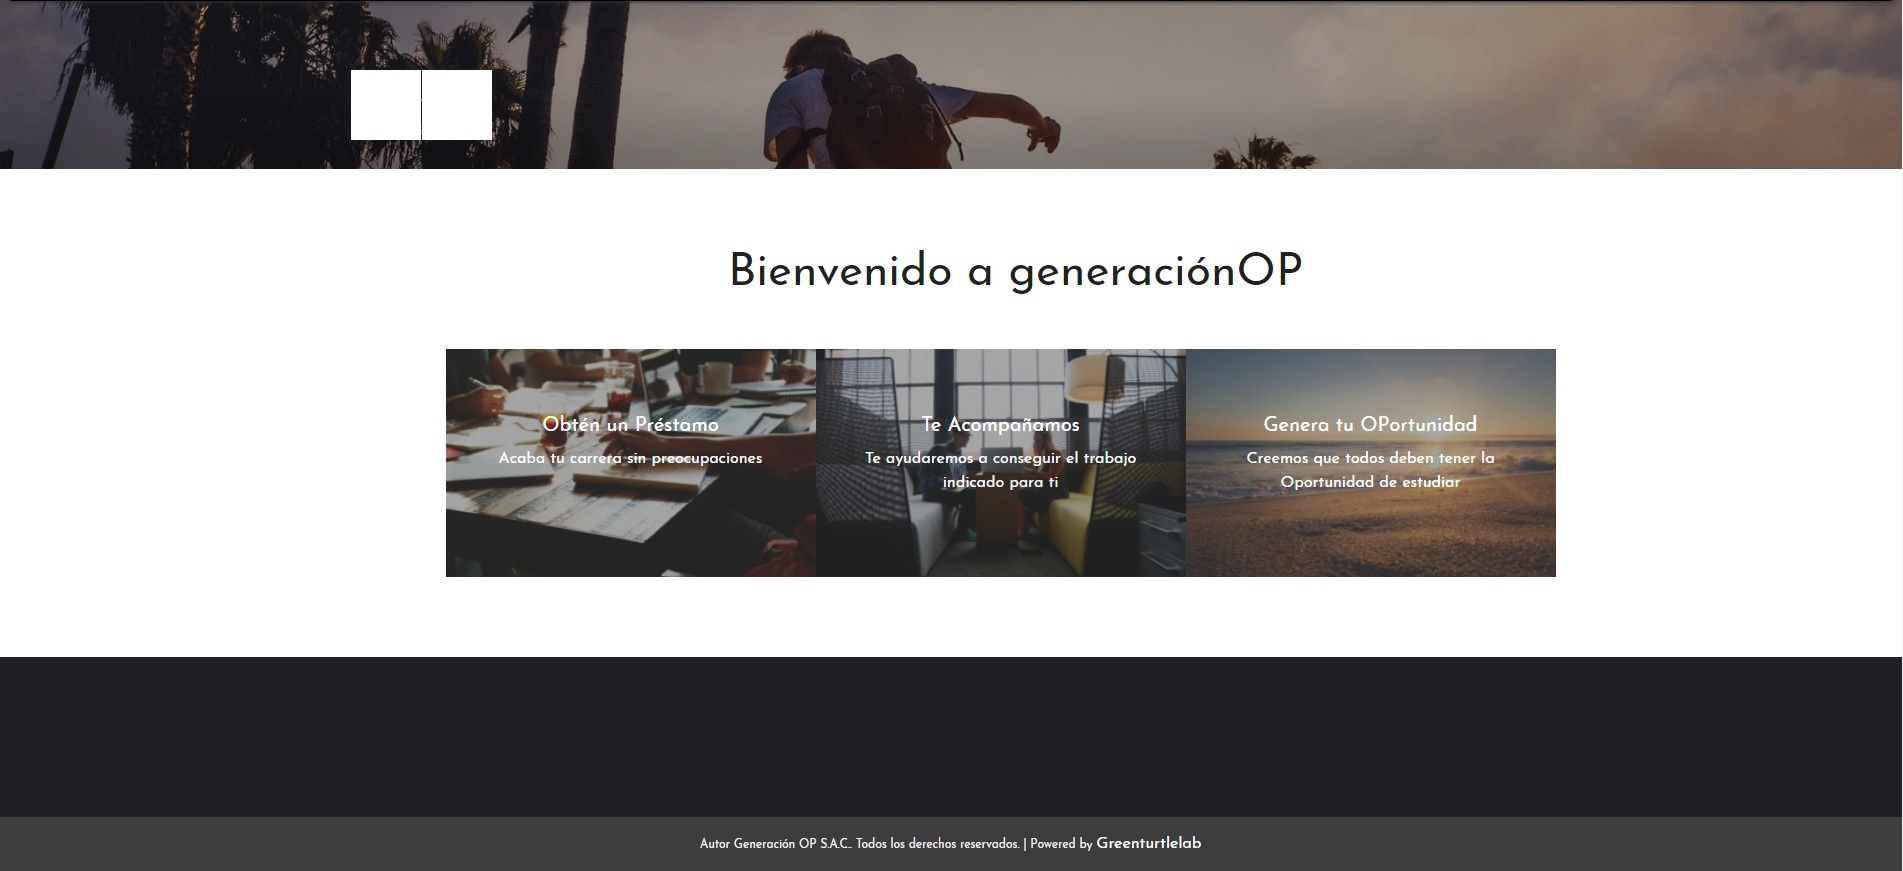 Bienvenido a generaciónOP
Obtén un Préstamo
Acaba tu carrera sin preocupaciones
Te Acompañamos
Te ayudaremos a conseguir el trabajo
indicado para ti
Genera tu OPortunidad
Creemos que todos deben tener la
Oportunidad de estudiar
Autor Generación OP S.A.C.. Todos los derechos reservados. | Powered by Greenturtlelab